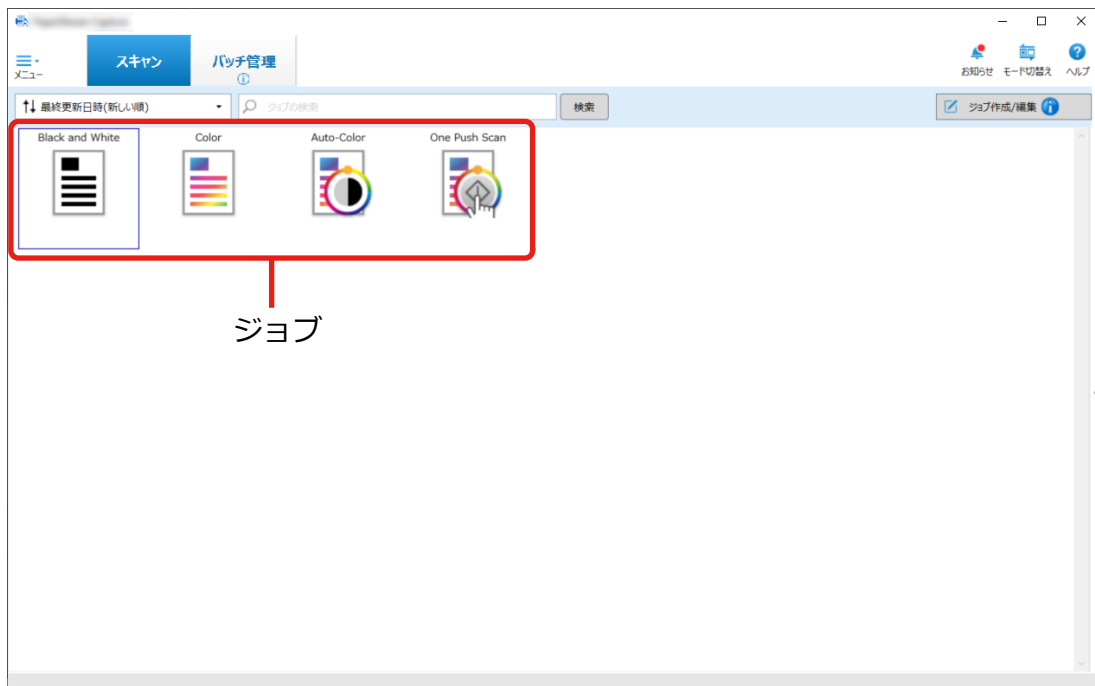 メニュー
スキャン
バッチ管理
お知らせ
モード切替え
ヘルプ
最終更新日時(新しい順)
ジョブの検索
検索
ジョブ作成/編集
Black and White
Color
Auto-Color
One Push Scan
ジョブ